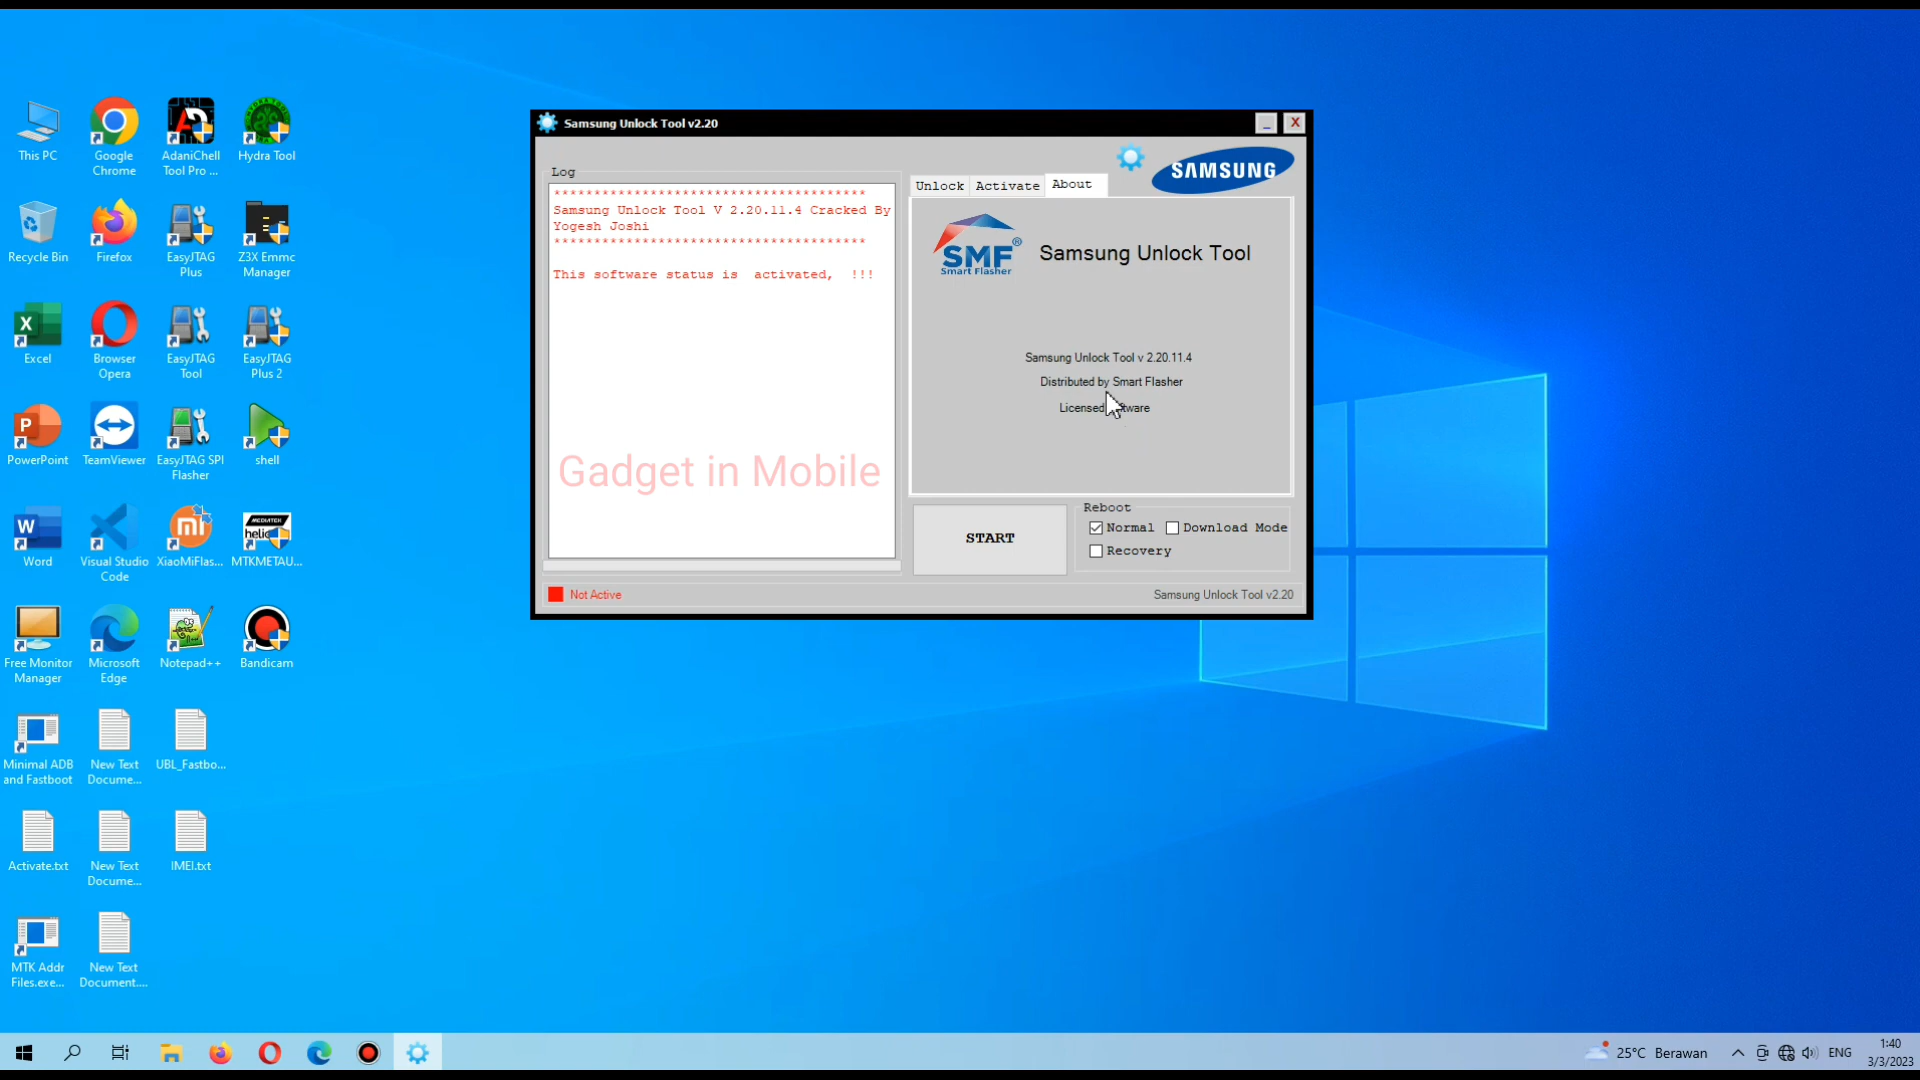 This PC
Google
Chrome
AdaniChell
Tool Pro ...
Hydra Tool
Recycle Bin
Firefox
EasyJTAG
Plus
Z3X Emmc
Manager
Excel
Browser
Opera
EasyJTAG
Tool
EasyJTAG
Plus 2
PowerPoint
TeamViewer
EasyJTAG SPI
Flasher
shell
Word
Visual Studio
Code
XiaoMiFlas...
MEDIATEK
helio
MTKMETAU...
Free Monitor
Manager
Microsoft
Edge
Notepad++
Bandicam
Minimal ADB
and Fastboot
New Text
Docume...
UBL_Fastbo...
Activate.txt
New Text
Docume...
IMEI.txt
MTK Addr
Files.exe...
New Text
Document....
Samsung Unlock Tool v2.20
_ X
Log
***************************************
Samsung Unlock Tool V 2.20.11.4 Cracked By
Yogesh Joshi
***************************************
This software status is activated, !!!
Gadget in Mobile
SAMSUNG
Unlock Activate About
SMF®
Smart Flasher
Samsung Unlock Tool
Samsung Unlock Tool v 2.20.11.4
Distributed by Smart Flasher
Licensed
START
Reboot
Normal Download Mode
Recovery
Not Active
Samsung Unlock Tool v2.20
25°C Berawan
ENG
1:40
3/3/2023